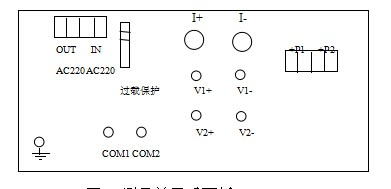 I+ I-
OUT IN +P1 +P2
AC220 AC220
过载保护 V1+ V1-
V2+ V2-
COM1 COM2